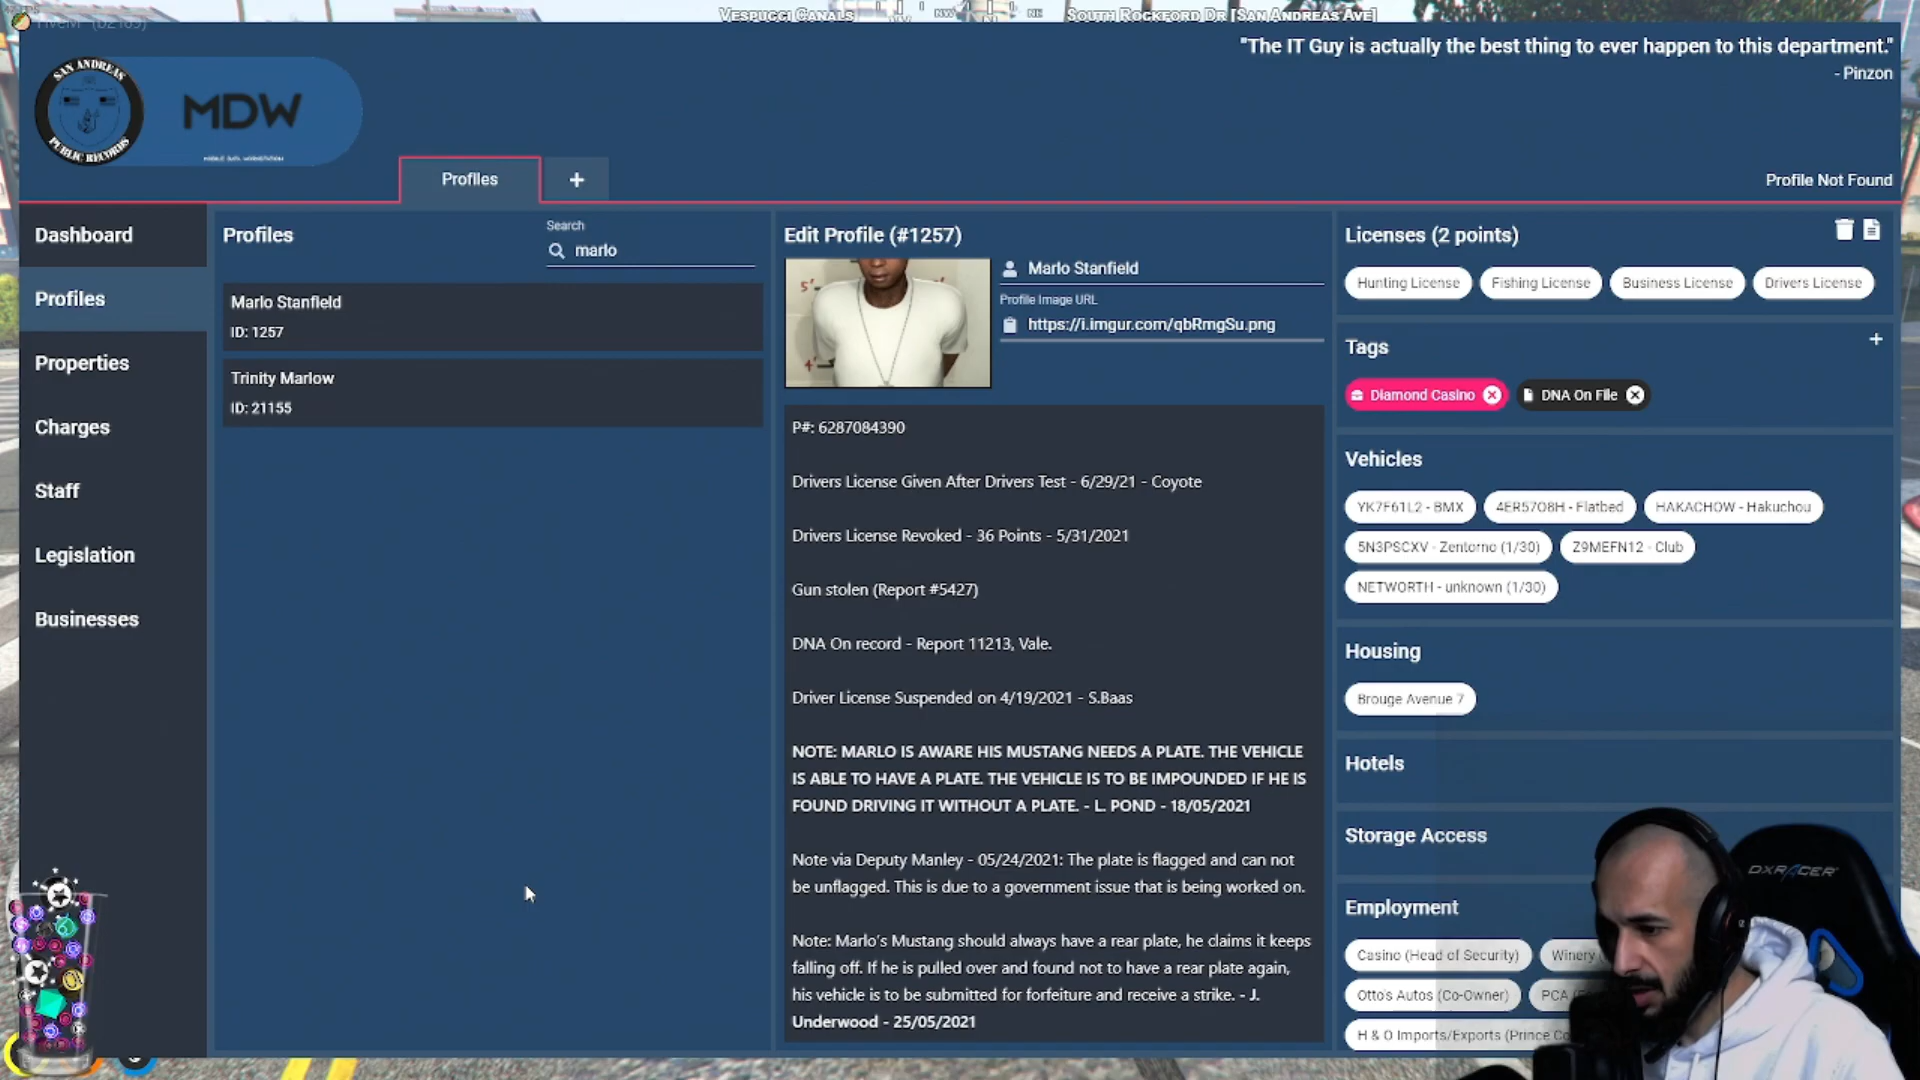 Vespucci Canals
NW
NE
South Rockford Dr [San Andreas Ave]
"The IT Guy is actually the best thing to ever happen to this department."
- Pinzon
SAN ANDREAS
PUBLIC RECORDS
MDW
MOBILE DATA WORKSTATION
Profiles
+
Profile Not Found
Dashboard
Profiles
Properties
Charges
Staff
Legislation
Businesses
Profiles
Search
marlo
Marlo Stanfield
ID: 1257
Trinity Marlow
ID: 21155
Edit Profile (#1257)
5'
4'
Marlo Stanfield
Profile Image URL
https://i.imgur.com/qbRmgSu.png
P#: 6287084390
Drivers License Given After Drivers Test - 6/29/21 - Coyote
Drivers License Revoked - 36 Points - 5/31/2021
Gun stolen (Report #5427)
DNA On record - Report 11213, Vale.
Driver License Suspended on 4/19/2021 - S.Baas
NOTE: MARLO IS AWARE HIS MUSTANG NEEDS A PLATE. THE VEHICLE
IS ABLE TO HAVE A PLATE. THE VEHICLE IS TO BE IMPOUNDED IF HE IS
FOUND DRIVING IT WITHOUT A PLATE. - L. POND - 18/05/2021
Note via Deputy Manley - 05/24/2021: The plate is flagged and can not
be unflagged. This is due to a government issue that is being worked on.
Note: Marlo's Mustang should always have a rear plate, he claims it keeps
falling off. If he is pulled over and found not to have a rear plate again,
his vehicle is to be submitted for forfeiture and receive a strike. - J.
Underwood - 25/05/2021
Licenses (2 points)
Hunting License
Fishing License
Business License
Drivers License
Tags
+
Diamond Casino
DNA On File
Vehicles
YK7F61L2 - BMX
4ER57O8H - Flatbed
HAKACHOW - Hakuchou
5N3PSCXV - Zentorno (1/30)
Z9MEFN12 - Club
NETWORTH - unknown (1/30)
Housing
Brouge Avenue 7
Hotels
Storage Access
Employment
Casino (Head of Security)
Winery
Otto's Autos (Co-Owner)
PCA
H & O Imports/Exports (Prince Co
DXRACER